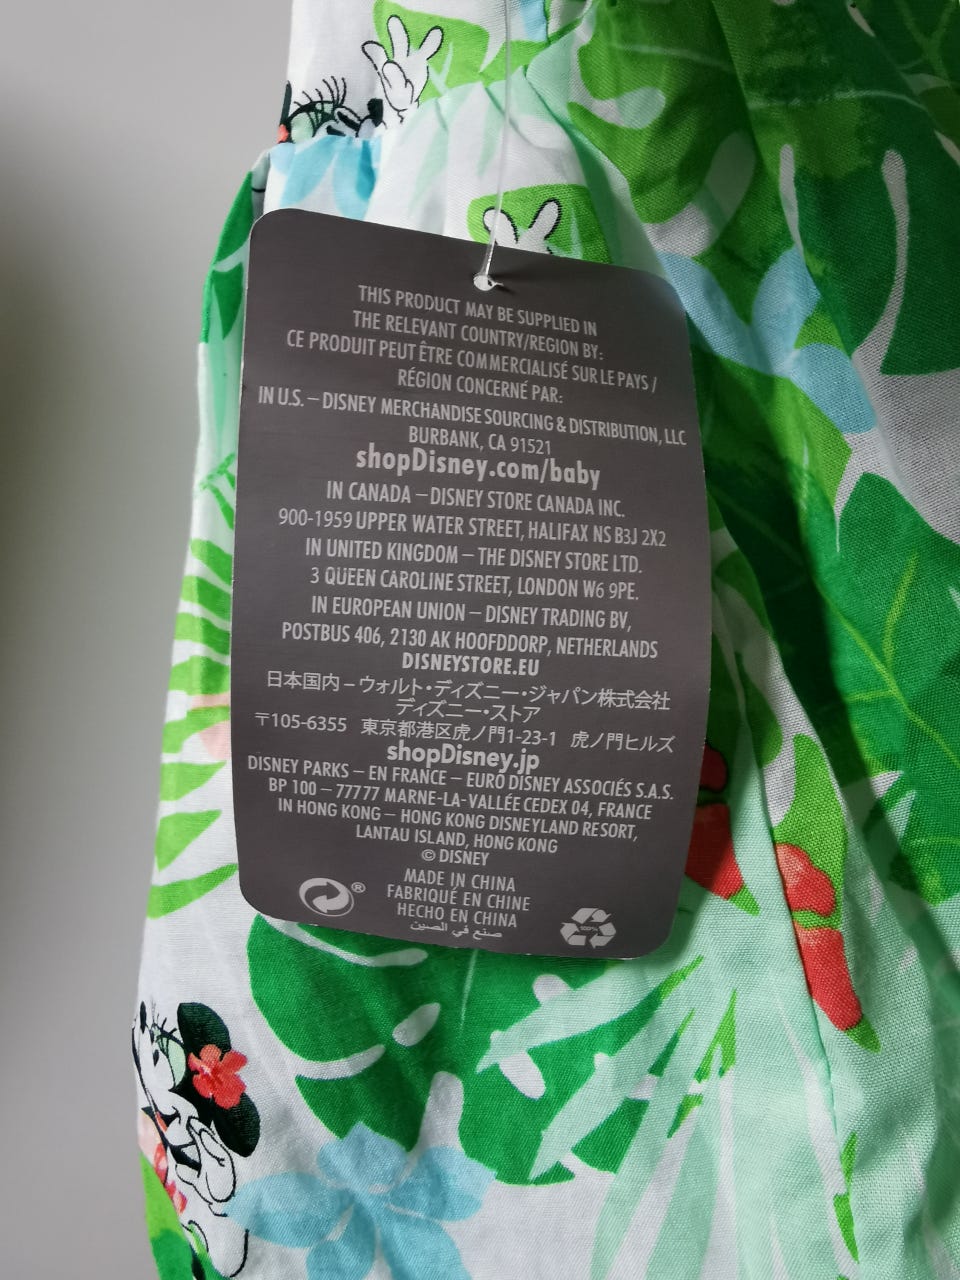 THIS PRODUCT MAY BE SUPPLIED IN
THE RELEVANT COUNTRY/REGION BY:
CE PRODUIT PEUT ÊTRE COMMERCIALISÉ SUR LE PAYS /
RÉGION CONCERNÉ PAR:
IN U.S. – DISNEY MERCHANDISE SOURCING & DISTRIBUTION, LLC
BURBANK, CA 91521
shopDisney.com/baby
IN CANADA – DISNEY STORE CANADA INC.
900-1959 UPPER WATER STREET, HALIFAX NS B3J 2X2
IN UNITED KINGDOM – THE DISNEY STORE LTD.
3 QUEEN CAROLINE STREET, LONDON W6 9PE.
IN EUROPEAN UNION – DISNEY TRADING BV,
POSTBUS 406, 2130 AK HOOFDDORP, NETHERLANDS
DISNEYSTORE.EU
日本国内 – ウォルト・ディズニー・ジャパン株式会社
ディズニー・ストア
〒105-6355 東京都港区虎ノ門1-23-1 虎ノ門ヒルズ
shopDisney.jp
DISNEY PARKS – EN FRANCE – EURO DISNEY ASSOCIÉS S.A.S.
BP 100 – 77777 MARNE-LA-VALLÉE CEDEX 04, FRANCE
IN HONG KONG – HONG KONG DISNEYLAND RESORT,
LANTAU ISLAND, HONG KONG
© DISNEY
MADE IN CHINA
FABRIQUÉ EN CHINE
HECHO EN CHINA
صنع في الصين
®
100%